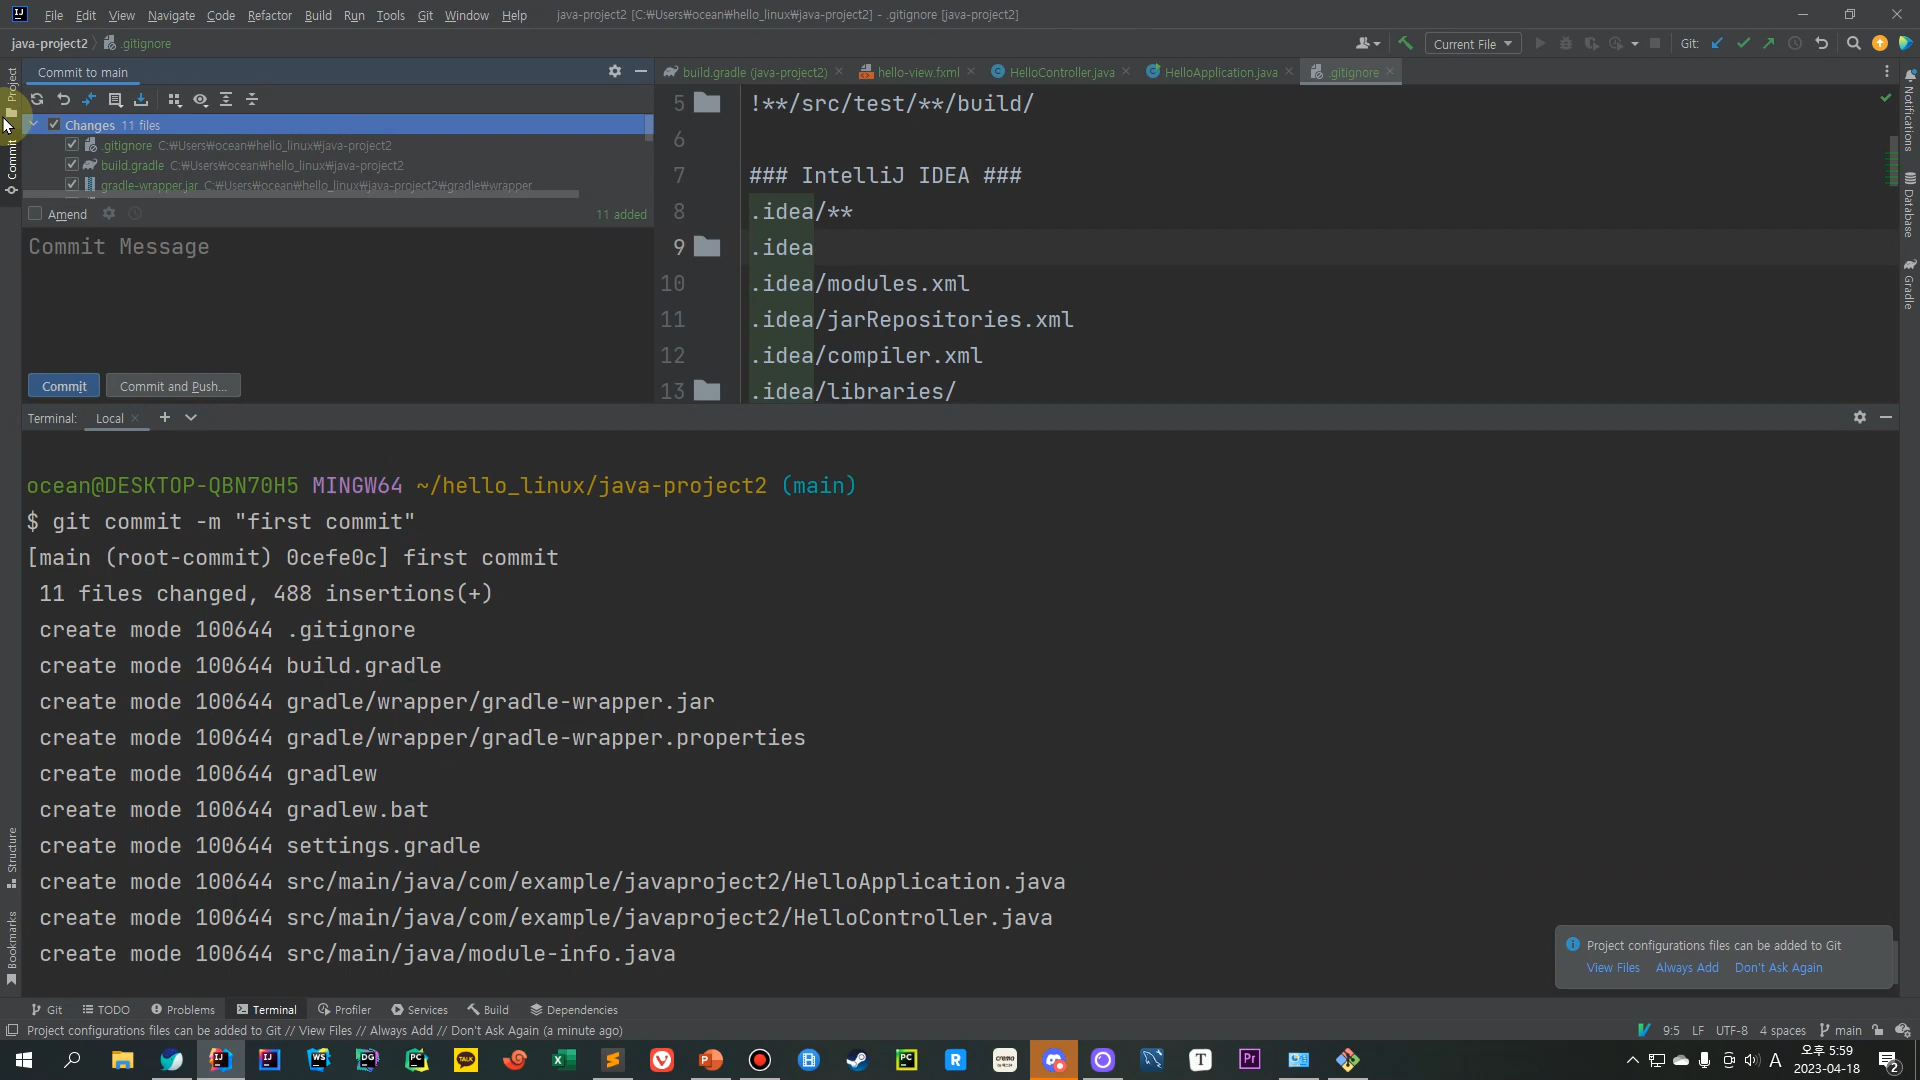 File Edit View Navigate Code Refactor Build Run Tools Git Window Help java-project2 [C:₩Users₩ocean₩hello_linux₩java-project2] - .gitignore [java-project2]
java-project2 .gitignore Current File Git:
Commit to main build.gradle (java-project2) hello-view.fxml HelloController.java HelloApplication.java .gitignore
Project
Commit
Changes 11 files
.gitignore C:₩Users₩ocean₩hello_linux₩java-project2
build.gradle C:₩Users₩ocean₩hello_linux₩java-project2
gradle-wrapper.jar C:₩Users₩ocean₩hello_linux₩java-project2₩gradle₩wrapper
Amend 11 added
Commit Message
Commit Commit and Push...
5 !**/src/test/**/build/
6
7 ### IntelliJ IDEA ###
8 .idea/**
9 .idea
10 .idea/modules.xml
11 .idea/jarRepositories.xml
12 .idea/compiler.xml
13 .idea/libraries/
Notifications
Database
Gradle
Terminal: Local
ocean@DESKTOP-QBN70H5 MINGW64 ~/hello_linux/java-project2 (main)
$ git commit -m "first commit"
[main (root-commit) 0cefe0c] first commit
11 files changed, 488 insertions(+)
create mode 100644 .gitignore
create mode 100644 build.gradle
create mode 100644 gradle/wrapper/gradle-wrapper.jar
create mode 100644 gradle/wrapper/gradle-wrapper.properties
create mode 100644 gradlew
create mode 100644 gradlew.bat
create mode 100644 settings.gradle
create mode 100644 src/main/java/com/example/javaproject2/HelloApplication.java
create mode 100644 src/main/java/com/example/javaproject2/HelloController.java
create mode 100644 src/main/java/module-info.java
Structure
Bookmarks
Project configurations files can be added to Git
View Files Always Add Don't Ask Again
Git TODO Problems Terminal Profiler Services Build Dependencies
Project configurations files can be added to Git // View Files // Always Add // Don't Ask Again (a minute ago) 9:5 LF UTF-8 4 spaces main
A 오후 5:59
2023-04-18 2